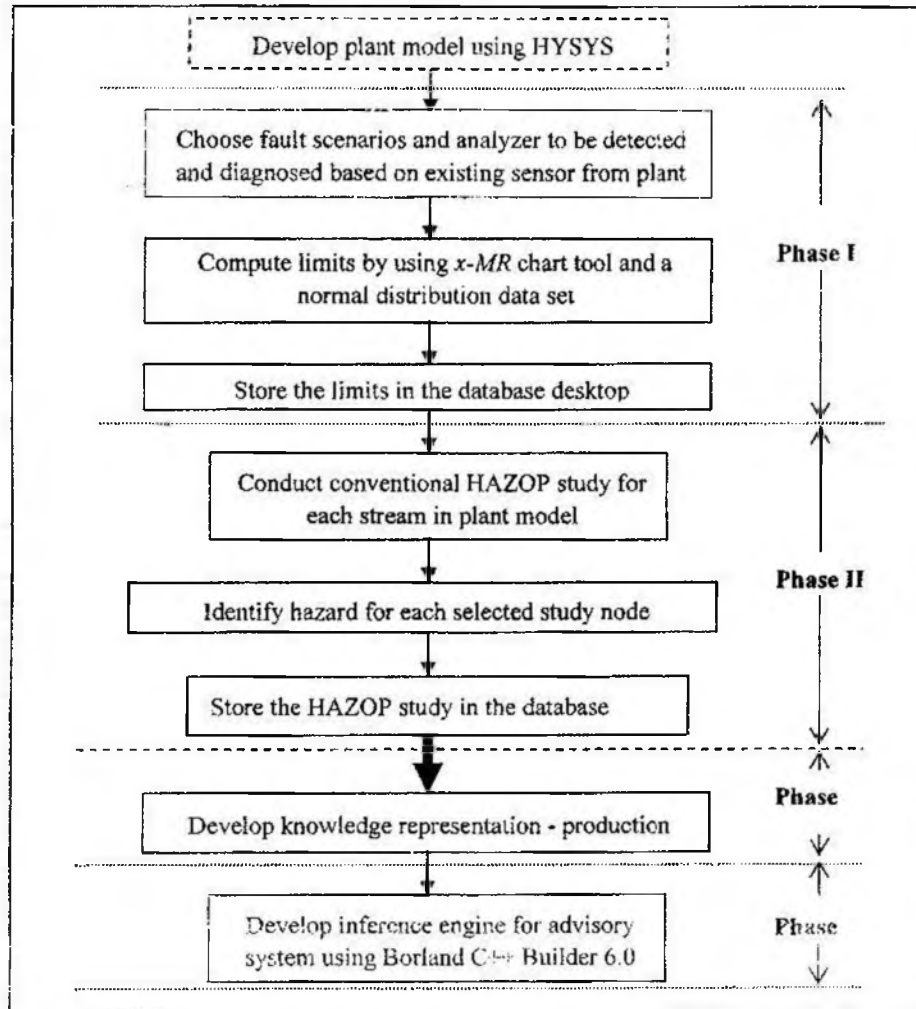 Develop plant model using HYSYS
Choose fault scenarios and analyzer to be detected
and diagnosed based on existing sensor from plant
Phase I
Compute limits by using x-MR chart tool and a
normal distribution data set
Store the limits in the database desktop
Conduct conventional HAZOP study for
each stream in plant model
Phase II
Identify hazard for each selected study node
Store the HAZOP study in the database
Phase
Develop knowledge representation - production
Develop inference engine for advisory
system using Borland C++ Builder 6.0
Phase